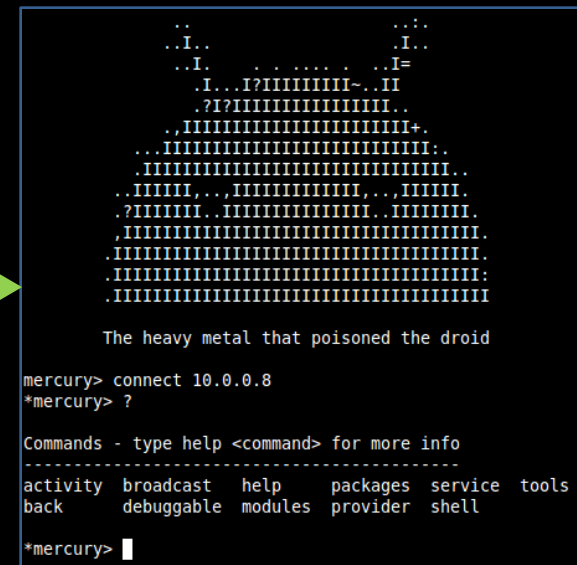 The heavy metal that poisoned the droid
mercury> connect 10.0.0.8
*mercury> ?
Commands - type help <command> for more info
--------------------------------------------
activity  broadcast   help     packages  service  tools
back      debuggable  modules  provider  shell
*mercury>